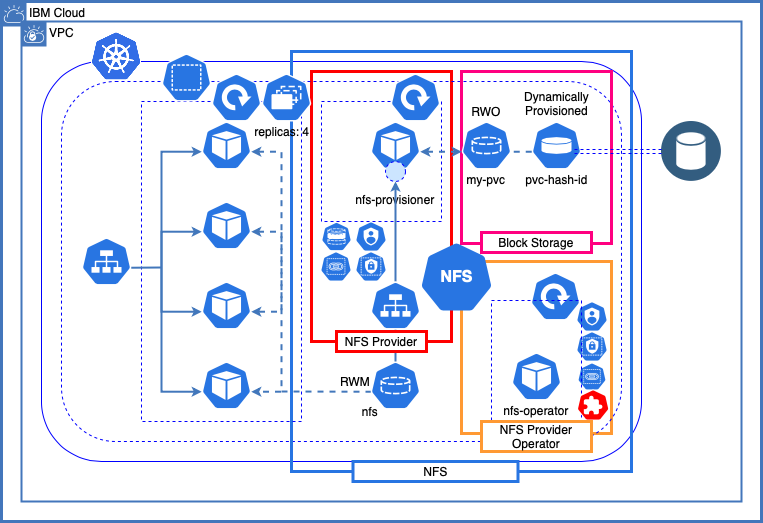 IBM Cloud
VPC
replicas: 4
RWO
Dynamically
Provisioned
my-pvc
pvc-hash-id
nfs-provisioner
Block Storage
NFS
NFS Provider
RWM
nfs
nfs-operator
NFS Provider
Operator
NFS